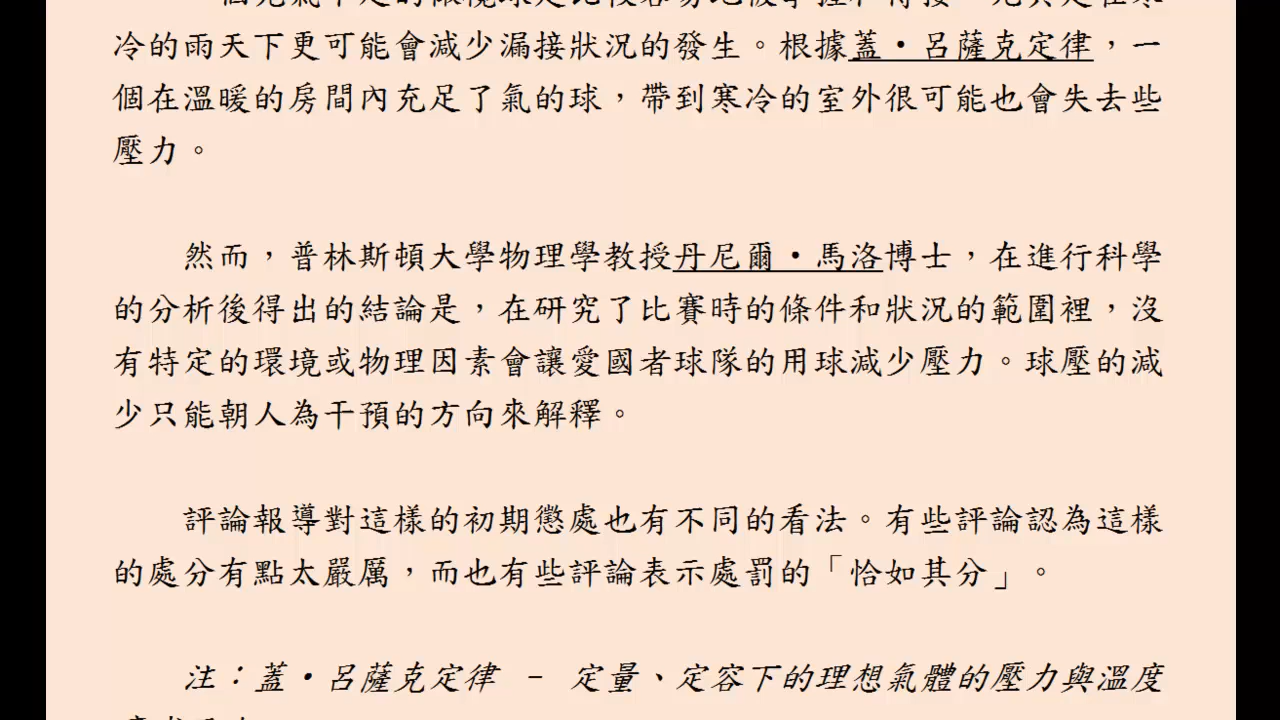 冷的雨天下更可能會減少漏接狀況的發生。根據蓋‧呂薩克定律，一
個在溫暖的房間內充足了氣的球，帶到寒冷的室外很可能也會失去些
壓力。
然而，普林斯頓大學物理學教授丹尼爾‧馬洛博士，在進行科學
的分析後得出的結論是，在研究了比賽時的條件和狀況的範圍裡，沒
有特定的環境或物理因素會讓愛國者球隊的用球減少壓力。球壓的減
少只能朝人為干預的方向來解釋。
評論報導對這樣的初期懲處也有不同的看法。有些評論認為這樣
的處分有點太嚴厲，而也有些評論表示處罰的「恰如其分」。
注：蓋‧呂薩克定律 – 定量、定容下的理想氣體的壓力與溫度